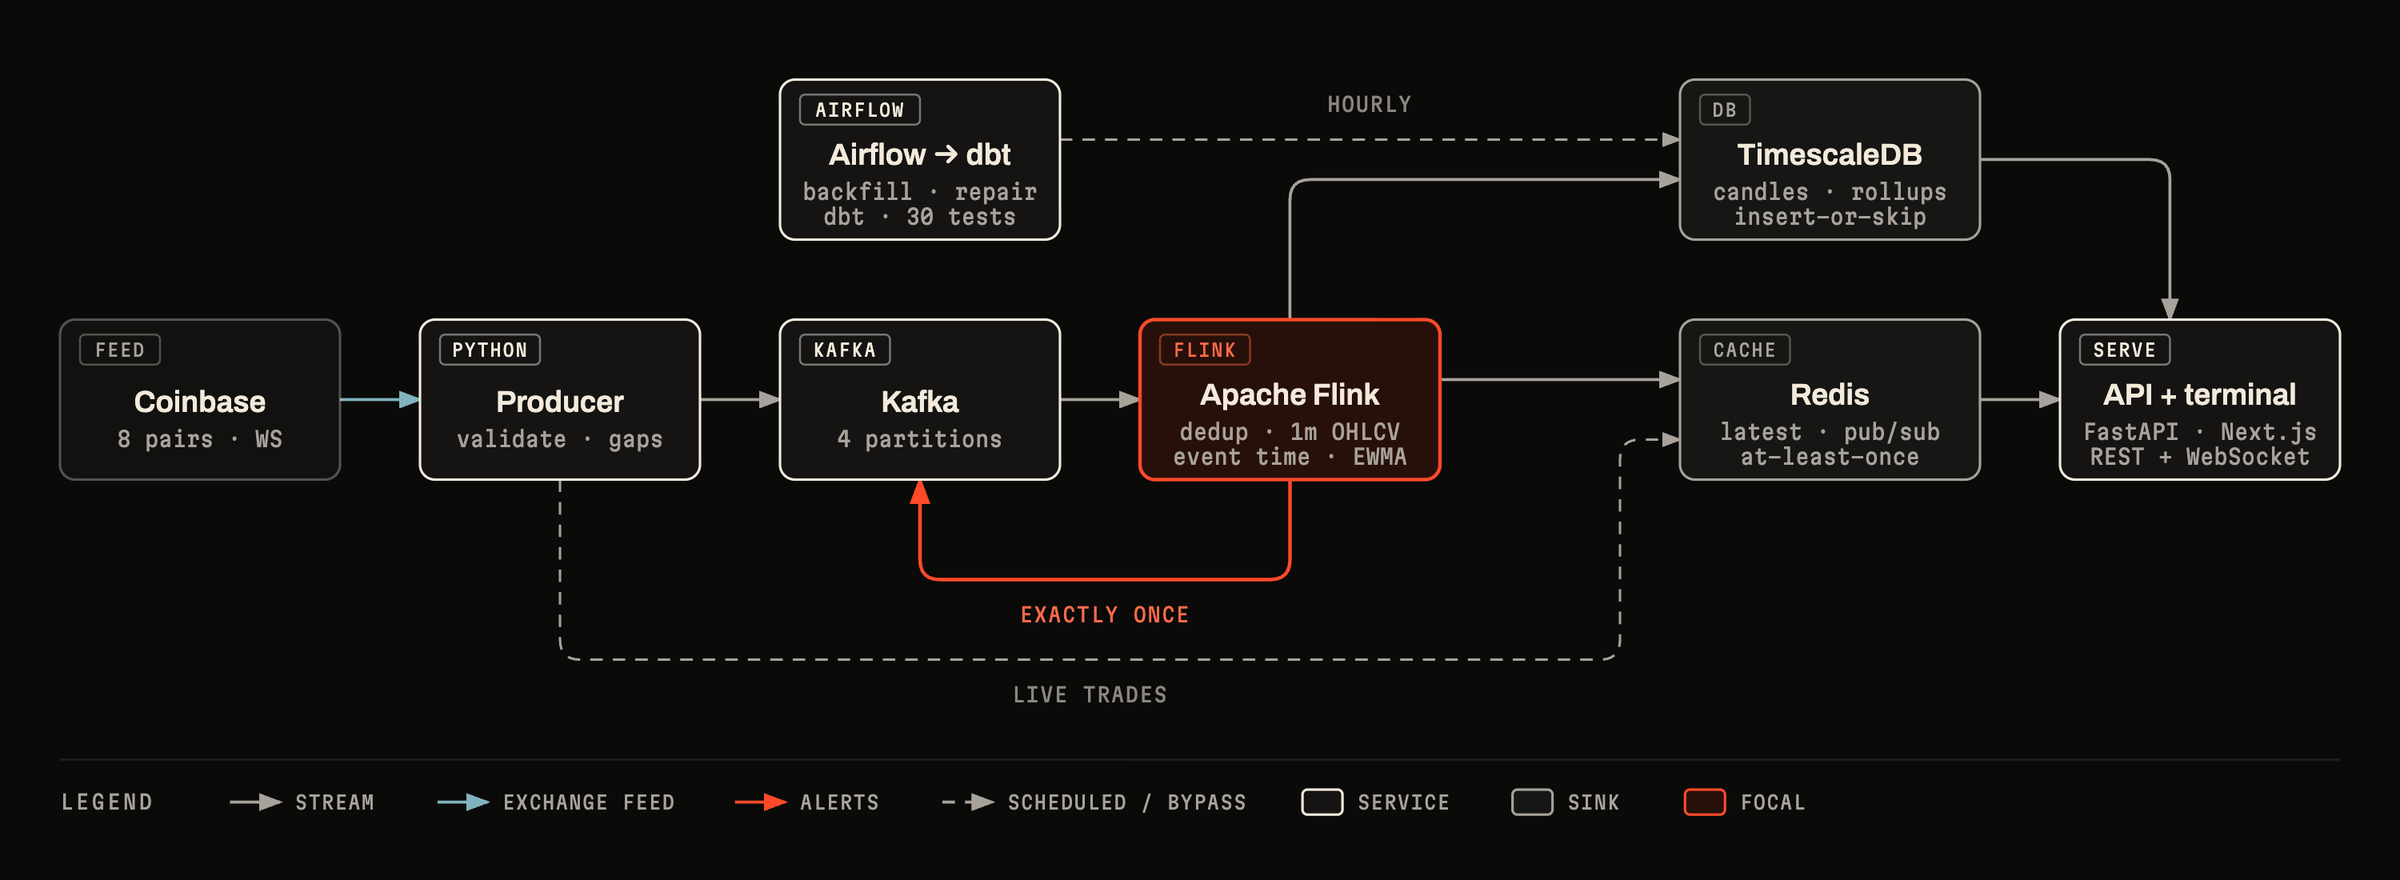 AIRFLOW
Airflow → dbt
backfill · repair
dbt · 30 tests
HOURLY
DB
TimescaleDB
candles · rollups
insert-or-skip
FEED
Coinbase
8 pairs · WS
PYTHON
Producer
validate · gaps
KAFKA
Kafka
4 partitions
FLINK
Apache Flink
dedup · 1m OHLCV
event time · EWMA
CACHE
Redis
latest · pub/sub
at-least-once
SERVE
API + terminal
FastAPI · Next.js
REST + WebSocket
EXACTLY ONCE
LIVE TRADES
LEGEND
STREAM
EXCHANGE FEED
ALERTS
SCHEDULED / BYPASS
SERVICE
SINK
FOCAL